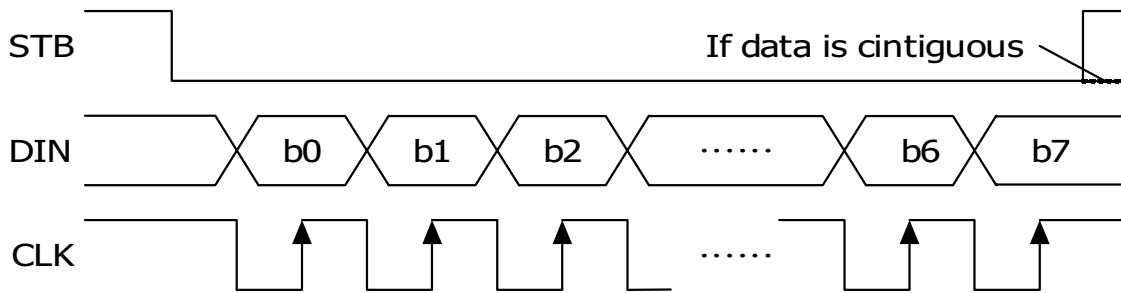 STB
If data is cintiguous
DIN b0 b1 b2 ...... b6 b7
CLK ......